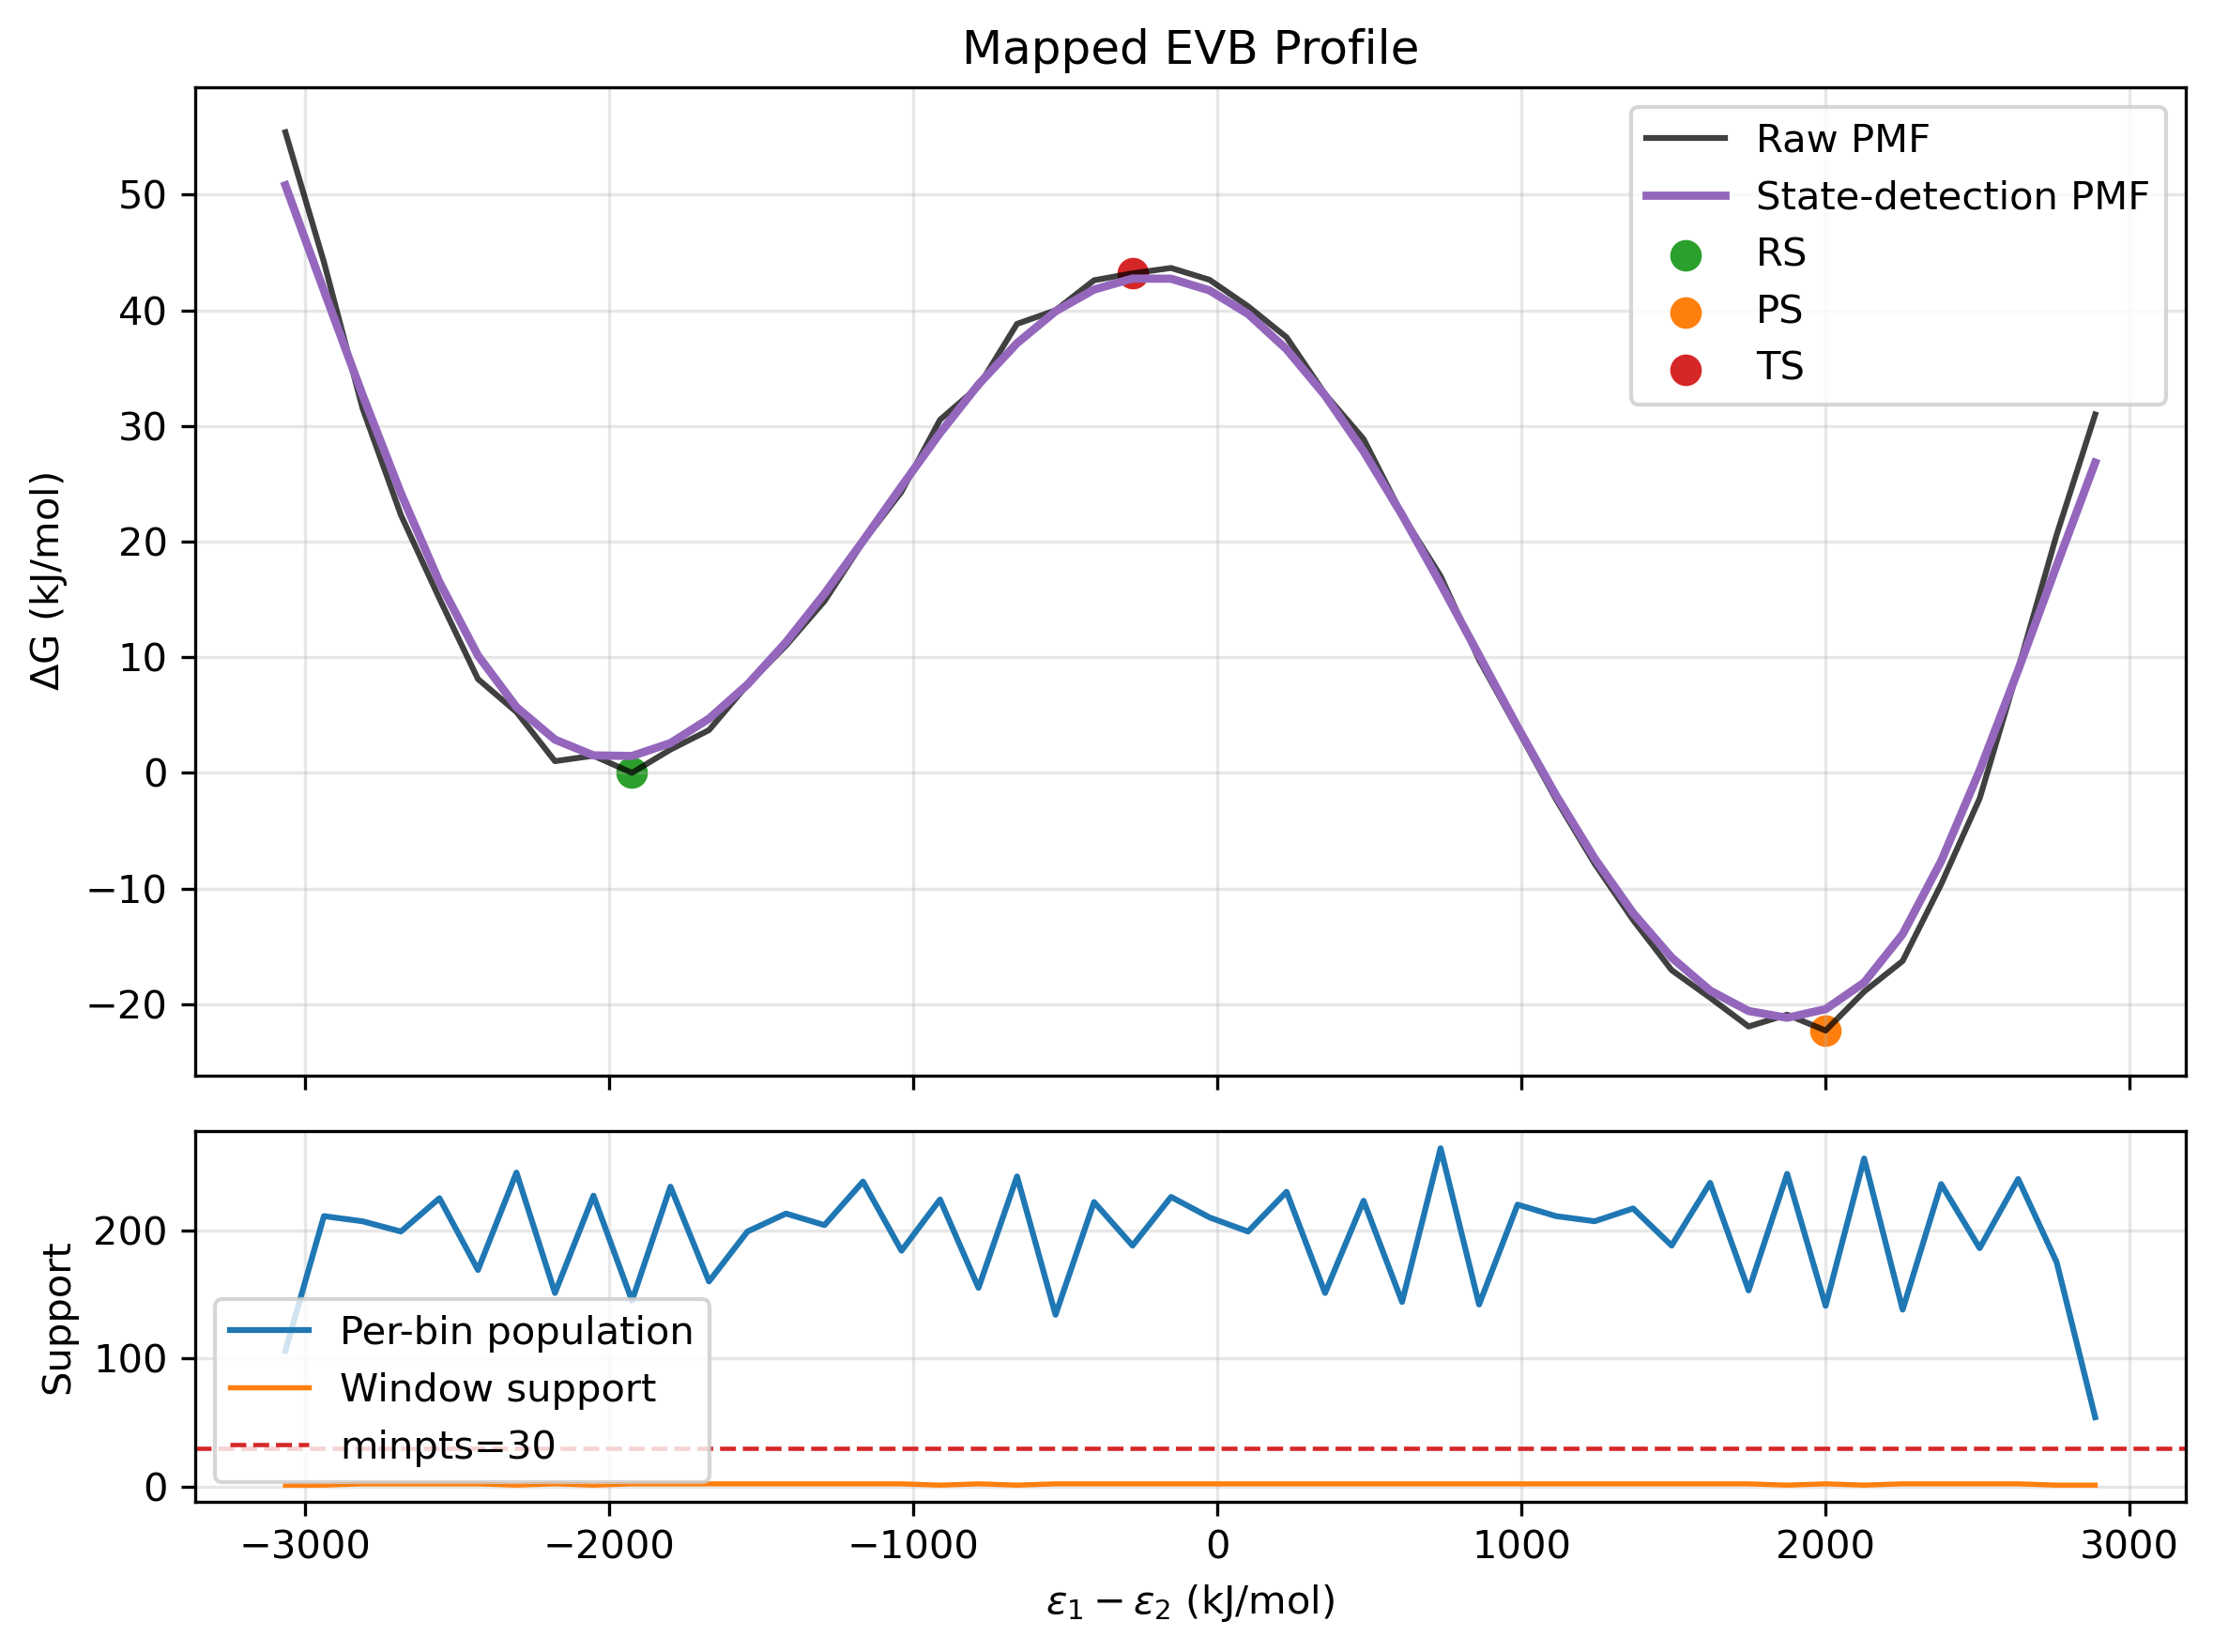 Mapped EVB Profile
ΔG (kJ/mol)
50
40
30
20
10
0
−10
−20
Raw PMF
State-detection PMF
RS
PS
TS
Support
200
100
0
Per-bin population
Window support
minpts=30
−3000 −2000 −1000 0 1000 2000 3000
ε₁ − ε₂ (kJ/mol)